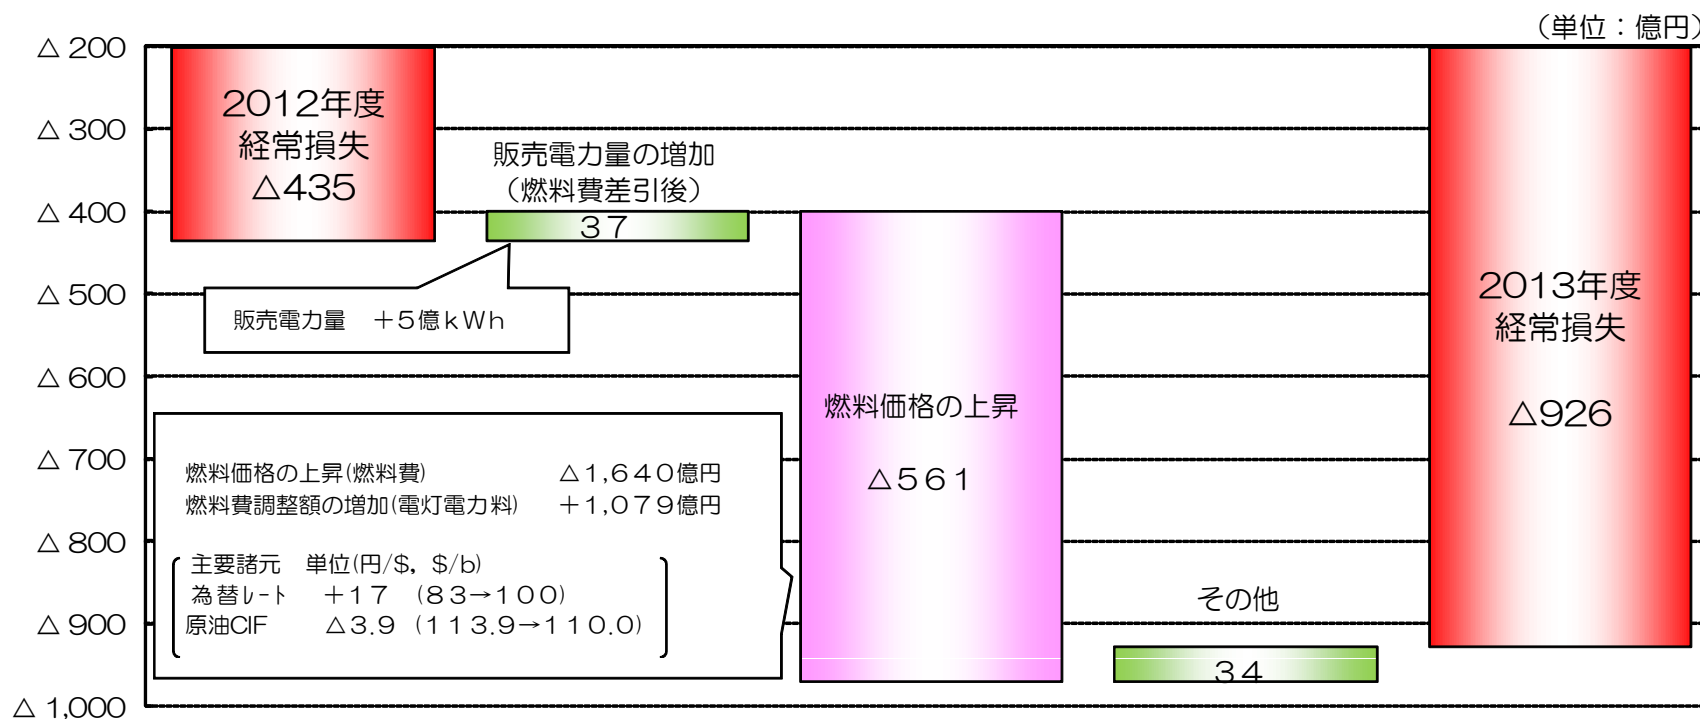 （単位：億円）
△ 200
△ 300
△ 400
△ 500
△ 600
△ 700
△ 800
△ 900
△ 1,000
2012年度
経常損失
△435
販売電力量の増加
（燃料費差引後）
３７
販売電力量　＋５億ｋＷｈ
燃料価格の上昇
△５６１
燃料価格の上昇(燃料費)　△１,６４０億円
燃料費調整額の増加(電灯電力料)　＋１,０７９億円
主要諸元　単位(円/$，$/b)
為替ﾚｰﾄ　＋17　(83→100)
原油CIF　△3.9　(113.9→110.0)
その他
３４
2013年度
経常損失
△926